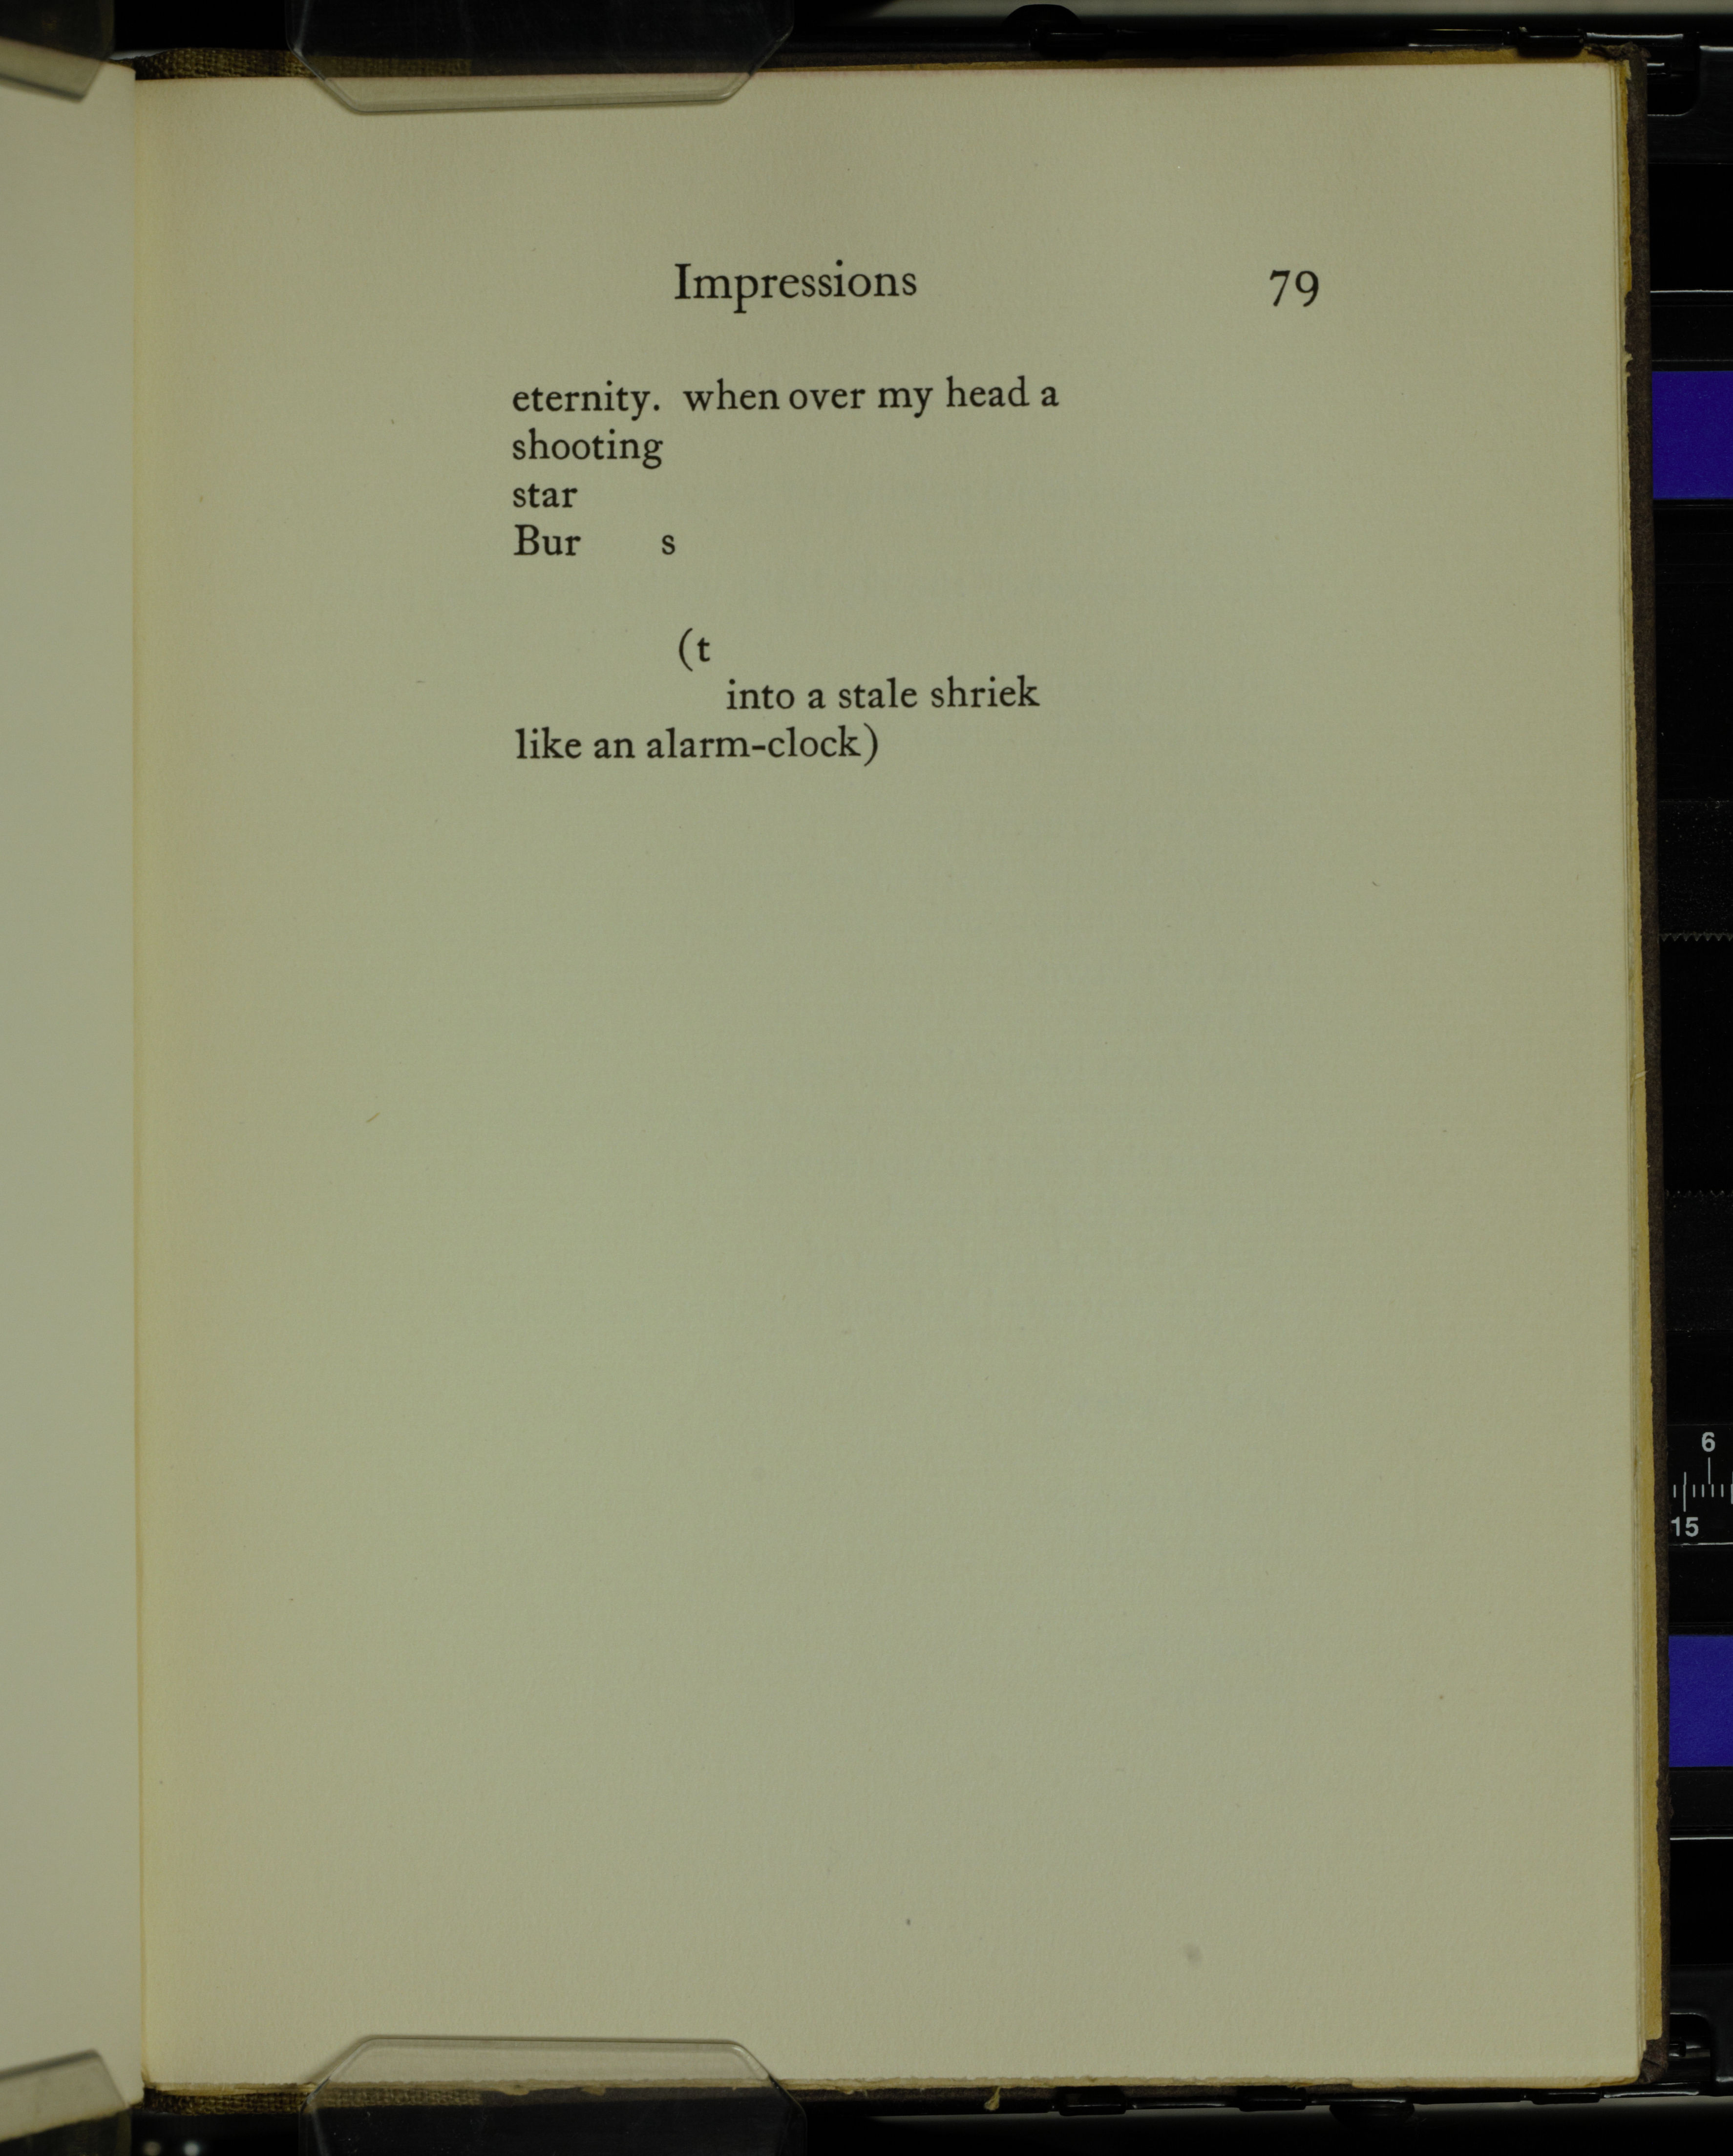 Impressions 79
eternity. when over my head a
shooting
star
Bur s
(t
into a stale shriek
like an alarm-clock)
6
15